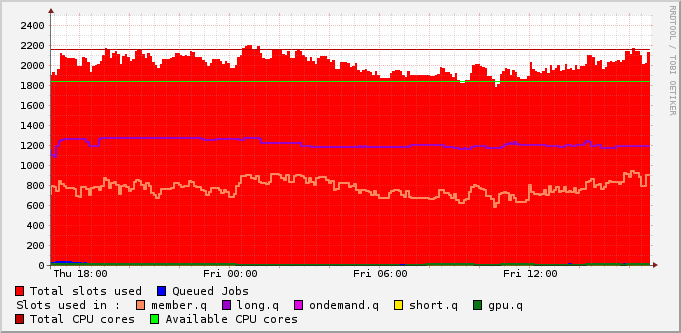 RRDTOOL / TOBI OETIKER
2400
2200
2000
1800
1600
1400
1200
1000
800
600
400
200
0
Thu 18:00 Fri 00:00 Fri 06:00 Fri 12:00
Total slots used Queued Jobs
Slots used in : member.q long.q ondemand.q short.q gpu.q
Total CPU cores Available CPU cores